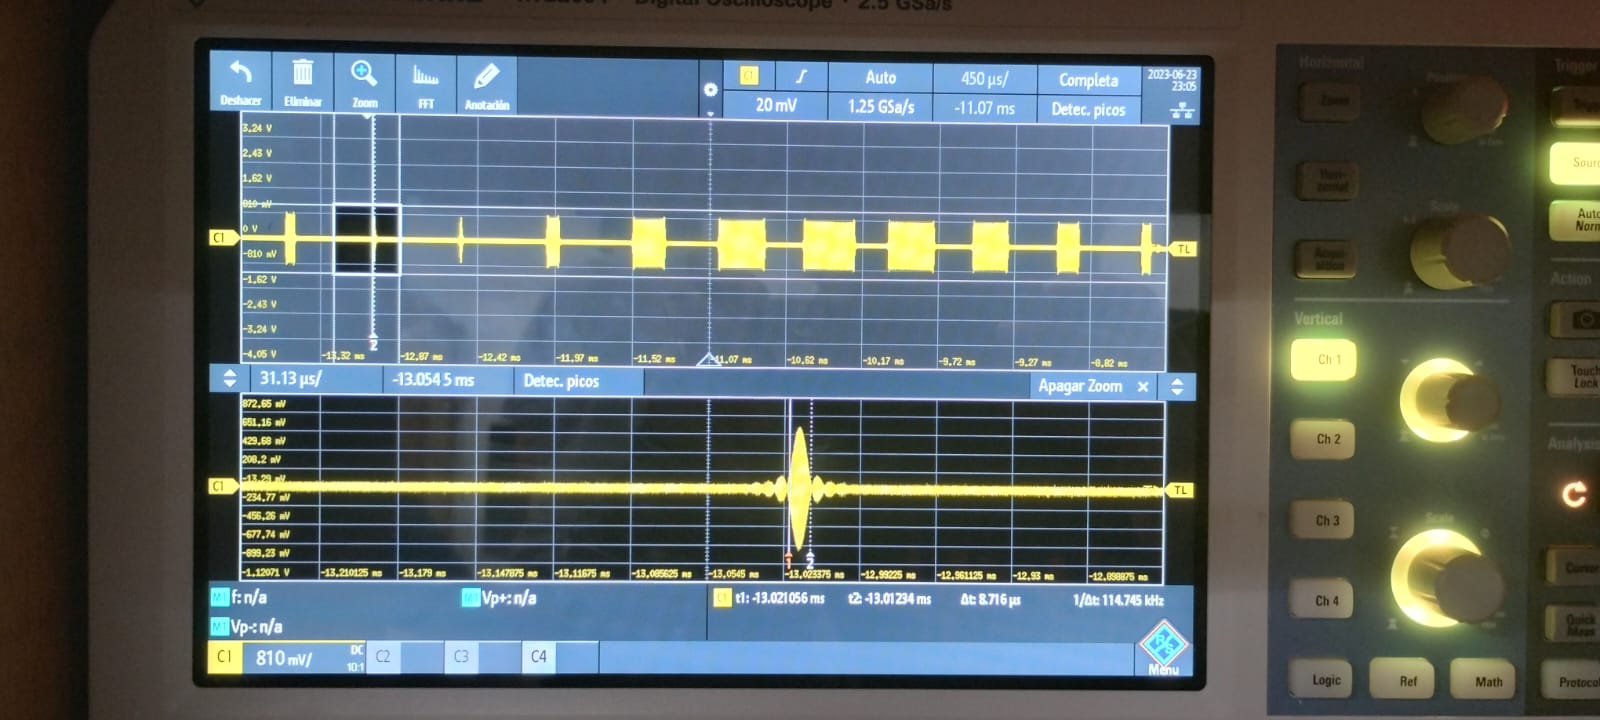 Digital Oscilloscope · 2.5 GSa/s
Deshacer Eliminar Zoom FFT Anotación
C1 Auto 450 µs/ Completa
20 mV 1.25 GSa/s -11.07 ms Detec. picos
2023-06-23
23:05
3,24 V
2,43 V
1,62 V
810 mV
0 V
C1
TL
-810 mV
-1,62 V
-2,43 V
-3,24 V
2
-4,05 V
-13,32 ms -12,87 ms -12,42 ms -11,97 ms -11,52 ms -11,07 ms -10,62 ms -10,17 ms -9,72 ms -9,27 ms -8,82 ms
31.13 µs/ -13.054 5 ms Detec. picos Apagar Zoom ×
872,65 mV
651,16 mV
429,68 mV
208,2 mV
-13,29 mV
C1
TL
-234,77 mV
-456,26 mV
-677,74 mV
-899,23 mV
1 2
-1,12071 V
-13,210125 ms -13,179 ms -13,147875 ms -13,11675 ms -13,085625 ms -13,0545 ms -13,023375 ms -12,99225 ms -12,961125 ms -12,93 ms -12,898875 ms
M1 f: n/a M1 Vp+: n/a C1 t1: -13.021056 ms t2: -13.01234 ms Δt: 8.716 µs 1/Δt: 114.745 kHz
M1 Vp-: n/a
C1 810 mV/ DC 10:1 C2 C3 C4
R/S
Menu
Horizontal
Position
Zoom
Hori-
zontal
Scale
Acqui-
sition
Vertical
Ch 1
Ch 2
Ch 3
Scale
Ch 4
Logic Ref Math
Trigger
Action
Touch
Lock
Analysis
Quick
Meas